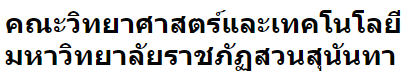 คณะวิทยาศาสตร์และเทคโนโลยี
มหาวิทยาลัยราชภัฏสวนสุนันทา